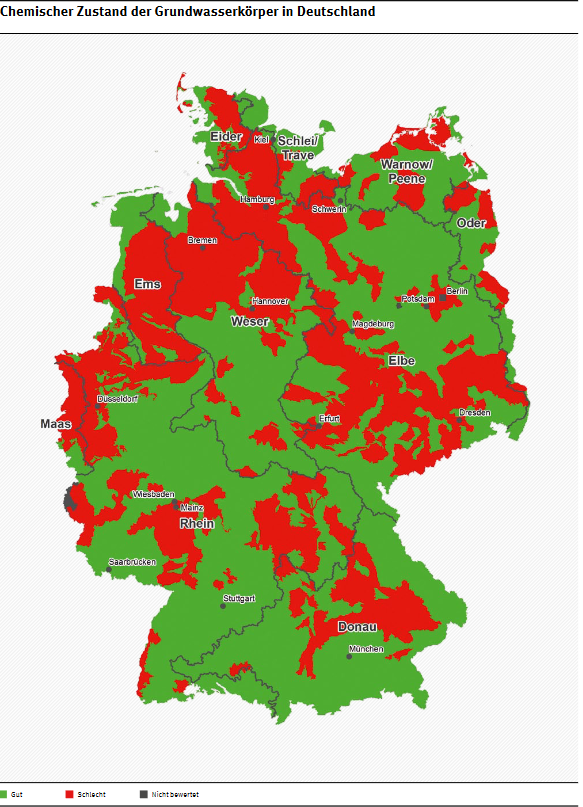 Chemischer Zustand der Grundwasserkörper in Deutschland
Eider
Kiel
Schlei/
Trave
Warnow/
Peene
Hamburg
Schwerin
Oder
Bremen
Ems
Berlin
Potsdam
Hannover
Weser
Magdeburg
Elbe
Düsseldorf
Dresden
Erfurt
Maas
Wiesbaden
Mainz
Rhein
Saarbrücken
Stuttgart
Donau
München
Gut
Schlecht
Nicht bewertet